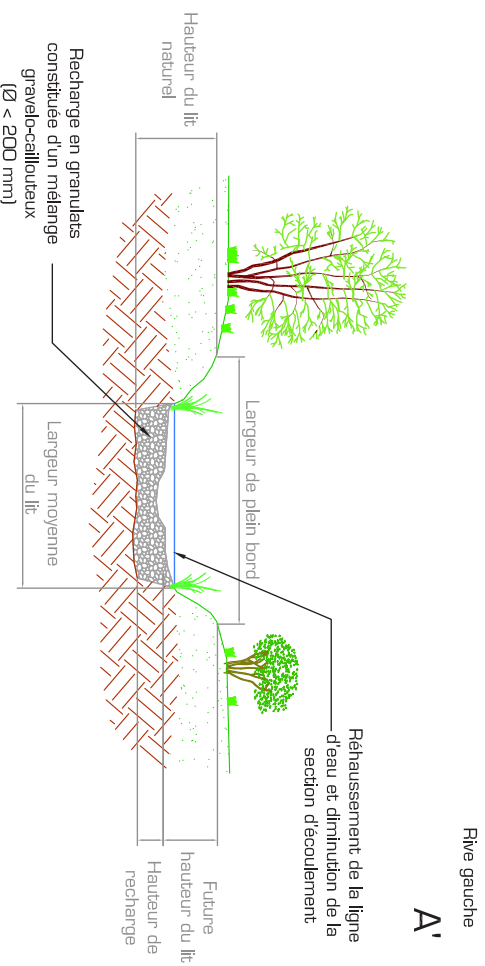 Rive gauche
A'
Réhaussement de la ligne
d'eau et diminution de la
section d'écoulement
Largeur de plein bord
Hauteur du lit
naturel
Future
hauteur du lit
Hauteur de
recharge
Largeur moyenne
du lit
Recharge en granulats
constituée d'un mélange
gravelo-caillouteux
(Ø < 200 mm)